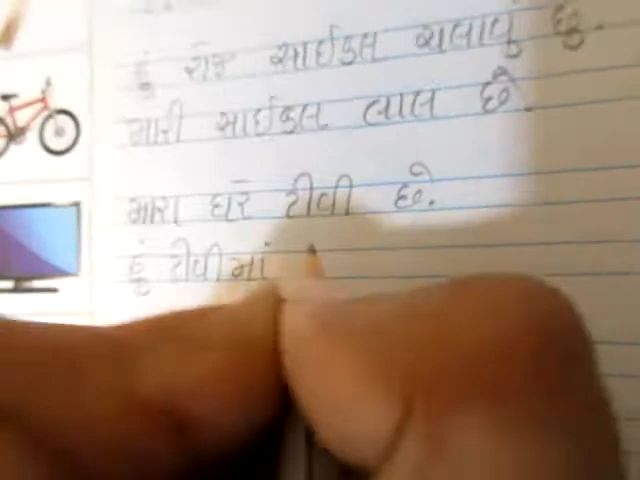 હું રોજ સાઈકલ ચલાવું છું.
મારી સાઈકલ લાલ છે.
મારા ઘરે ટીવી છે.
હું ટીવીમાં